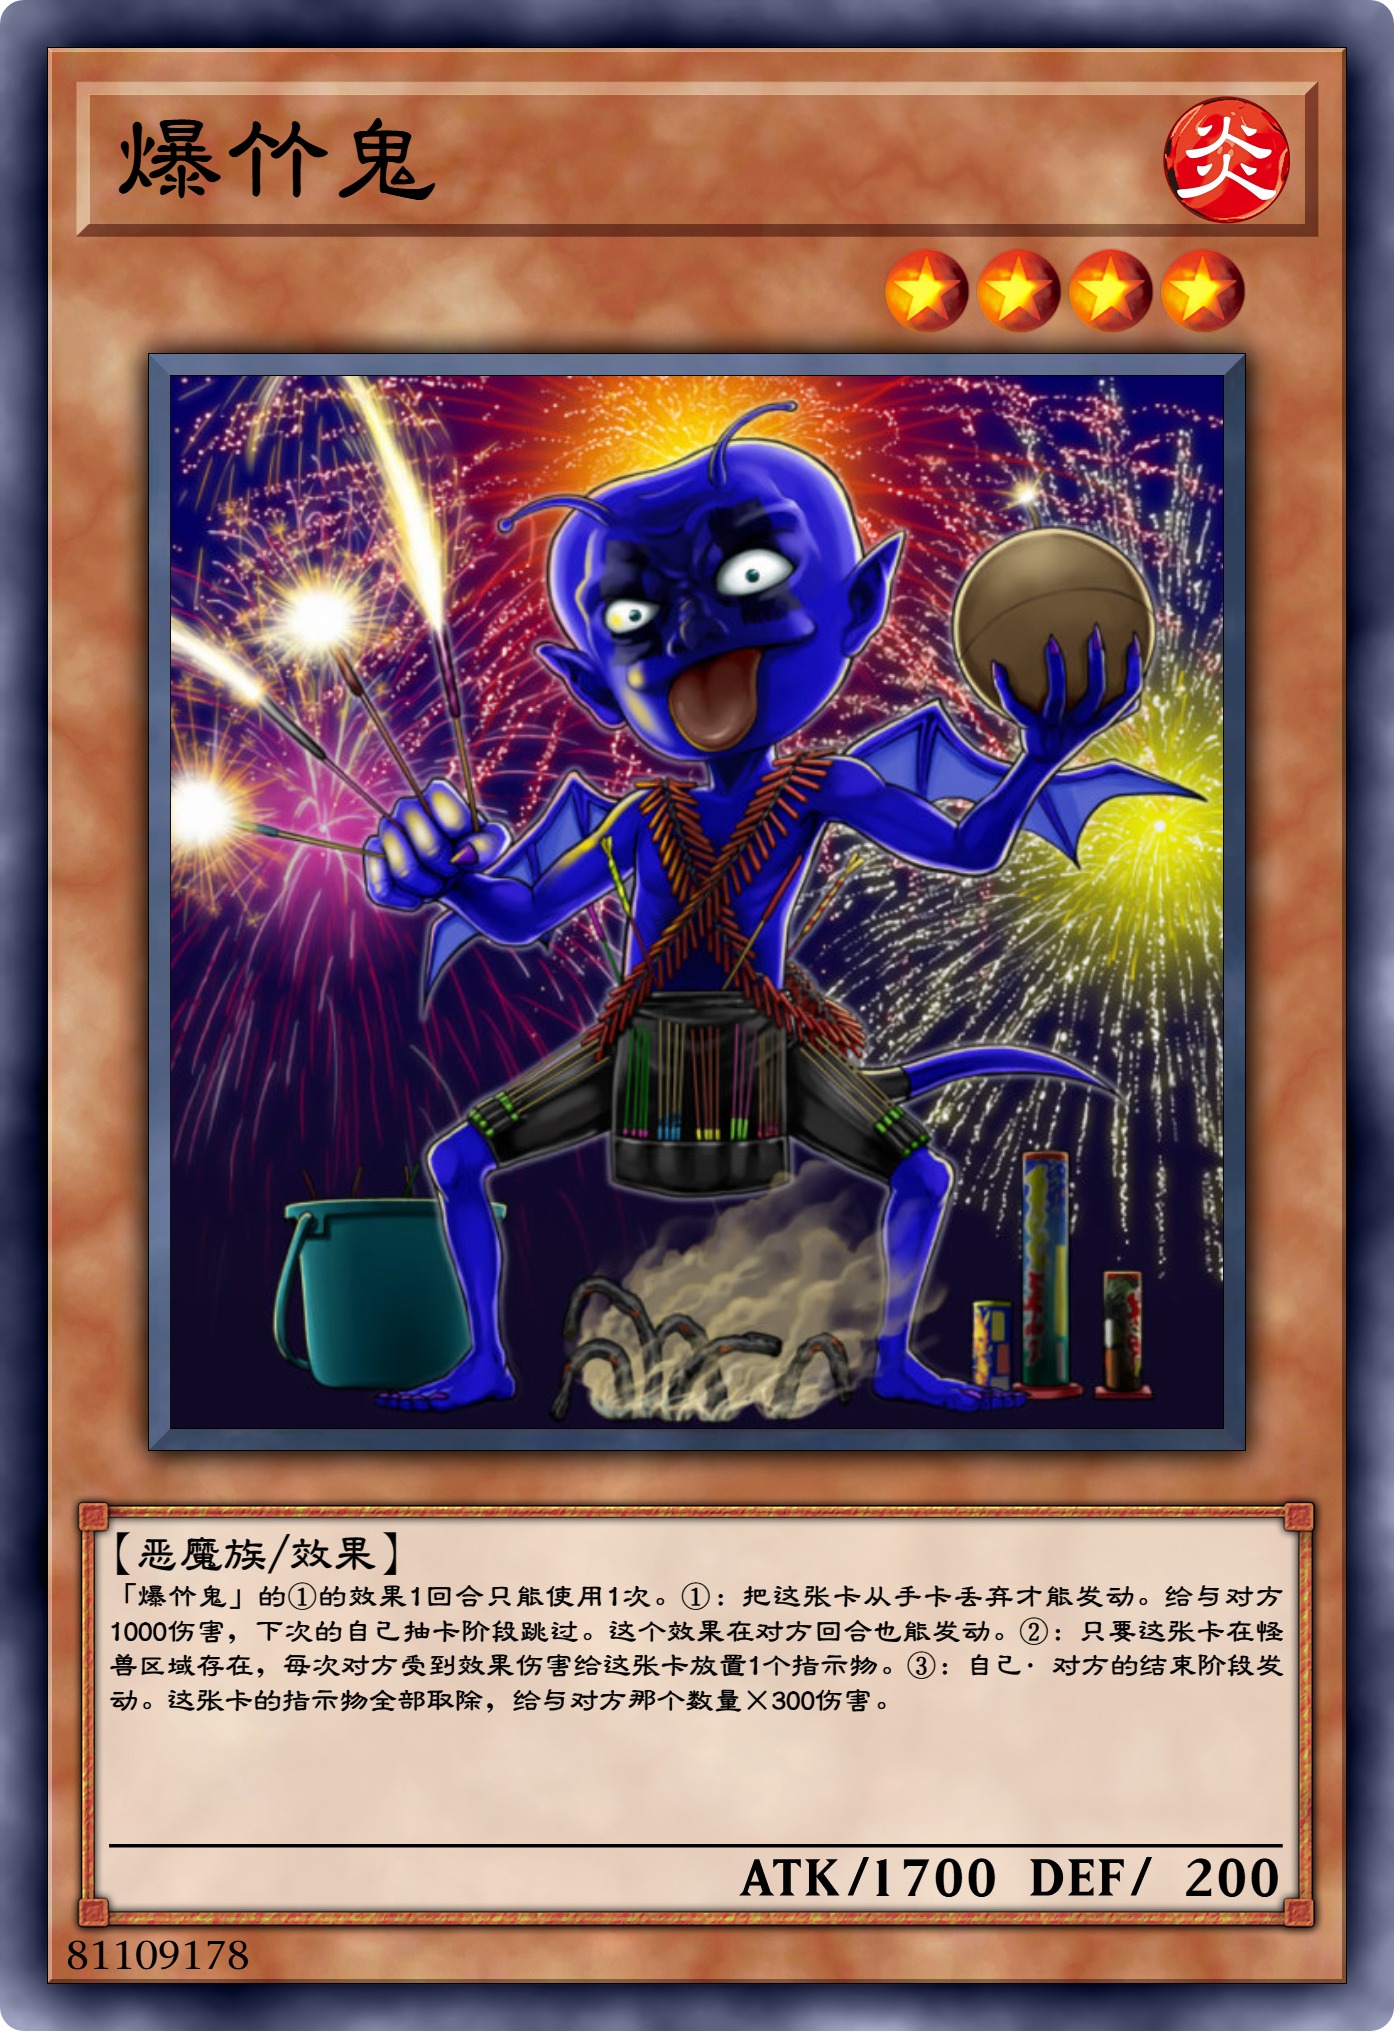 爆竹鬼
炎
【恶魔族/效果】
「爆竹鬼」的①的效果1回合只能使用1次。①：把这张卡从手卡丢弃才能发动。给与对方
1000伤害，下次的自己抽卡阶段跳过。这个效果在对方回合也能发动。②：只要这张卡在怪
兽区域存在，每次对方受到效果伤害给这张卡放置1个指示物。③：自己·对方的结束阶段发
动。这张卡的指示物全部取除，给与对方那个数量×300伤害。
ATK/1700 DEF/ 200
81109178